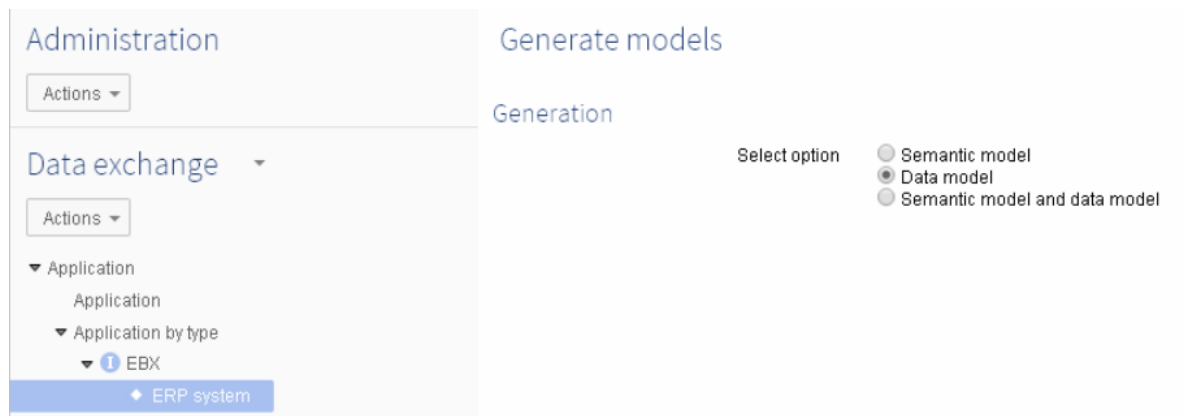 Administration
Actions
Data exchange
Actions
Application
Application
Application by type
I EBX
ERP system
Generate models
Generation
Select option
Semantic model
Data model
Semantic model and data model